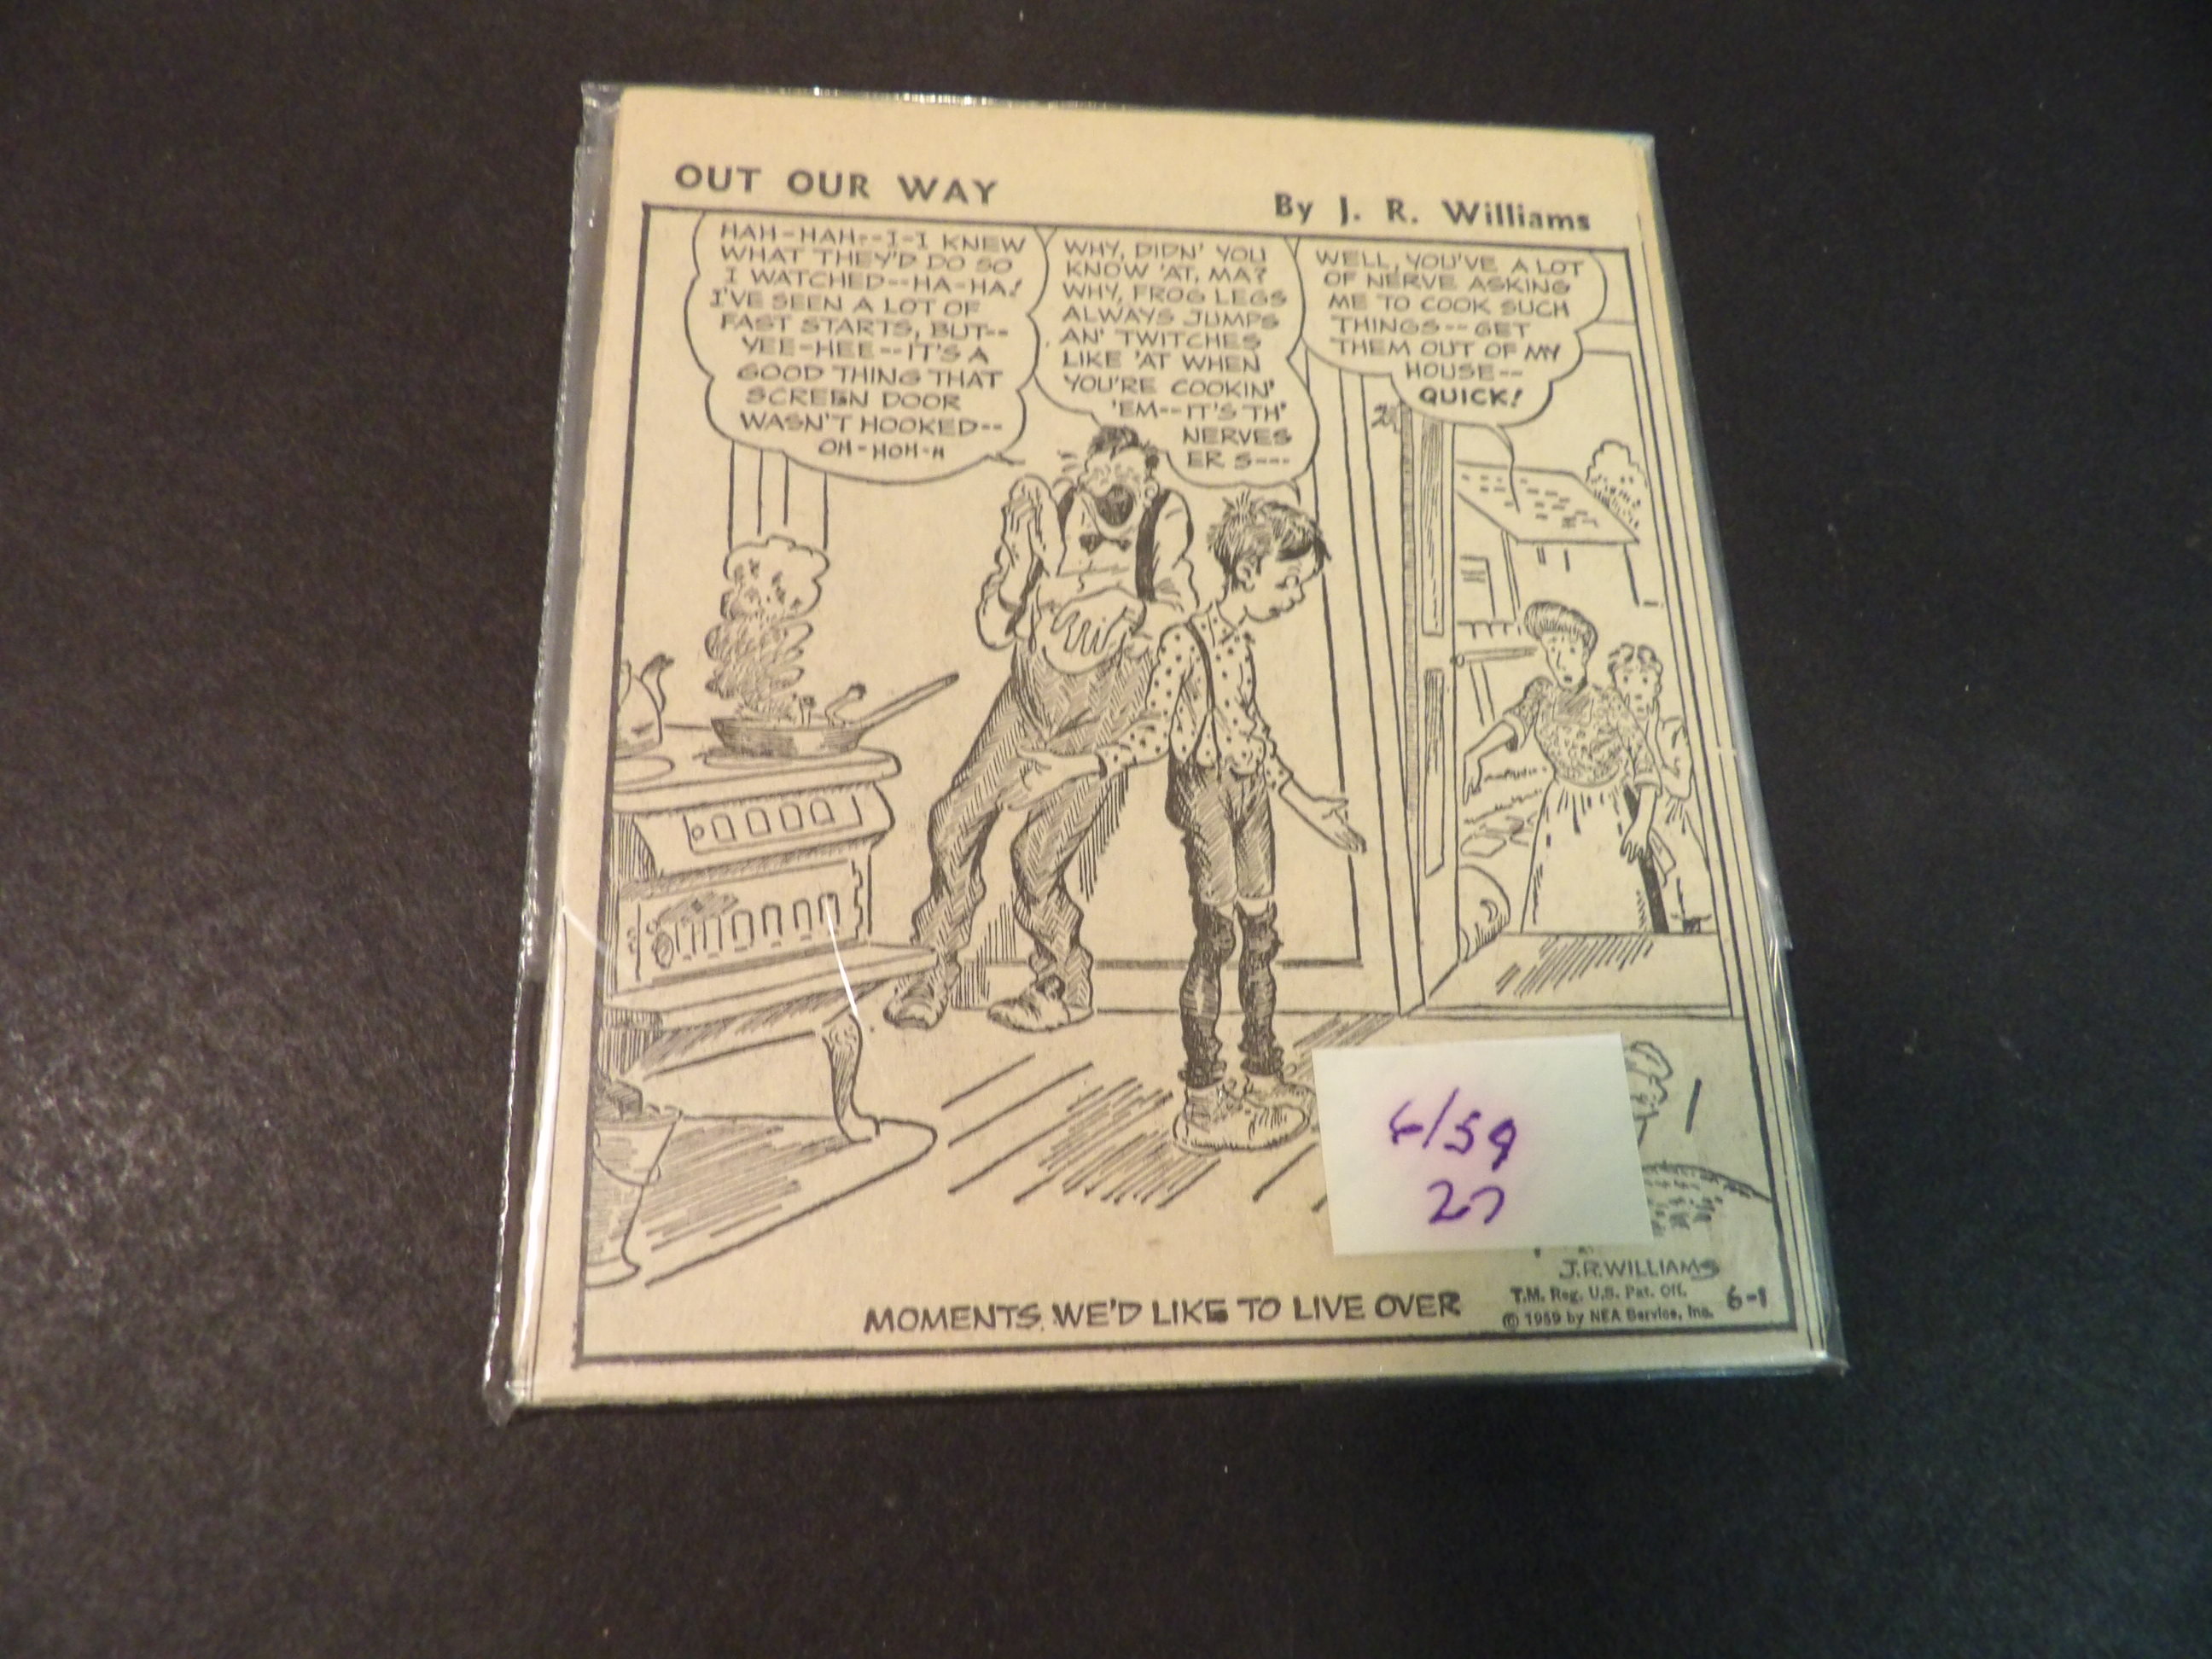 OUT OUR WAY
By J. R. Williams
HAH-HAH--I-I KNEW
WHAT THEY'D DO SO
I WATCHED--HA-HA!
I'VE SEEN A LOT OF
FAST STARTS, BUT--
YEE-HEE--IT'S A
GOOD THING THAT
SCREEN DOOR
WASN'T HOOKED--
OH-HOH-H
WHY, DIDN' YOU
KNOW 'AT, MA?
WHY, FROG LEGS
ALWAYS JUMPS
AN' TWITCHES
LIKE 'AT WHEN
YOU'RE COOKIN'
'EM--IT'S TH'
NERVES
ER S---
WELL, YOU'VE A LOT
OF NERVE ASKING
ME TO COOK SUCH
THINGS--GET
THEM OUT OF MY
HOUSE--
QUICK!
6/59
27
J.R.WILLIAMS
T.M. Reg. U.S. Pat. Off.
© 1959 by NEA Service, Inc.
6-1
MOMENTS WE'D LIKE TO LIVE OVER